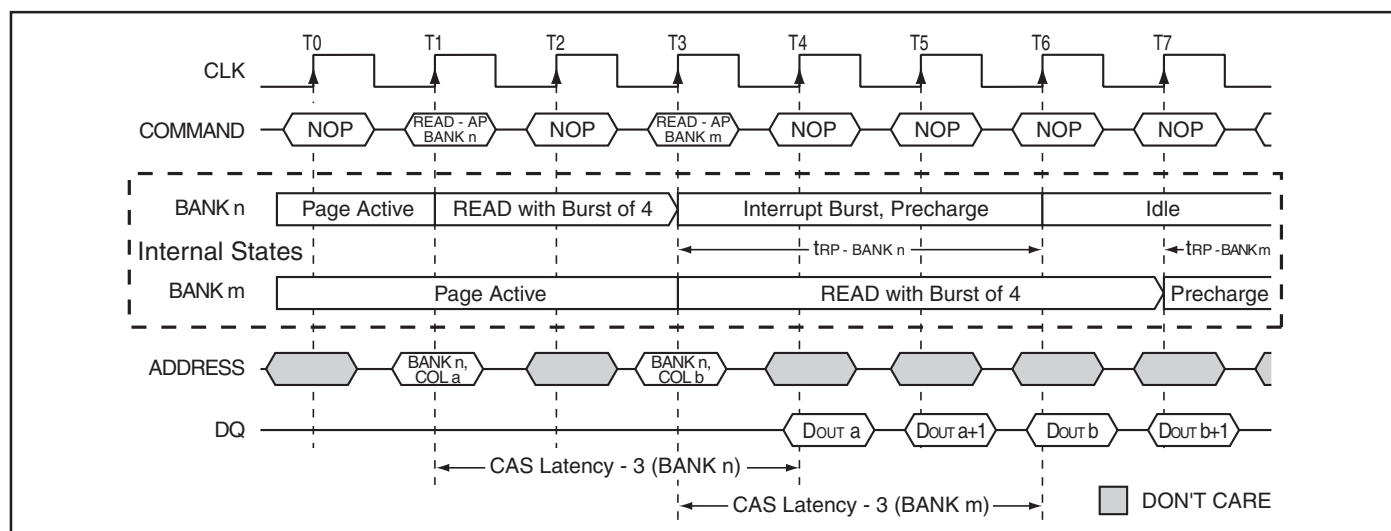 T0 T1 T2 T3 T4 T5 T6 T7
CLK
COMMAND NOP READ - AP BANK n NOP READ - AP BANK m NOP NOP NOP NOP
BANK n Page Active READ with Burst of 4 Interrupt Burst, Precharge Idle
Internal States tRP - BANK n tRP - BANK m
BANK m Page Active READ with Burst of 4 Precharge
ADDRESS BANK n, COL a BANK n, COL b
DQ DOUT a DOUT a+1 DOUT b DOUT b+1
CAS Latency - 3 (BANK n)
CAS Latency - 3 (BANK m)
DON'T CARE